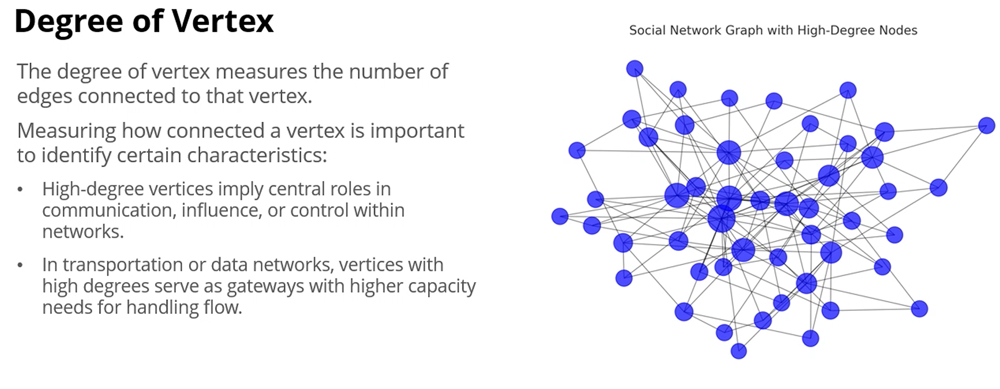 Degree of Vertex
The degree of vertex measures the number of
edges connected to that vertex.
Measuring how connected a vertex is important
to identify certain characteristics:
• High-degree vertices imply central roles in
communication, influence, or control within
networks.
• In transportation or data networks, vertices with
high degrees serve as gateways with higher capacity
needs for handling flow.
Social Network Graph with High-Degree Nodes